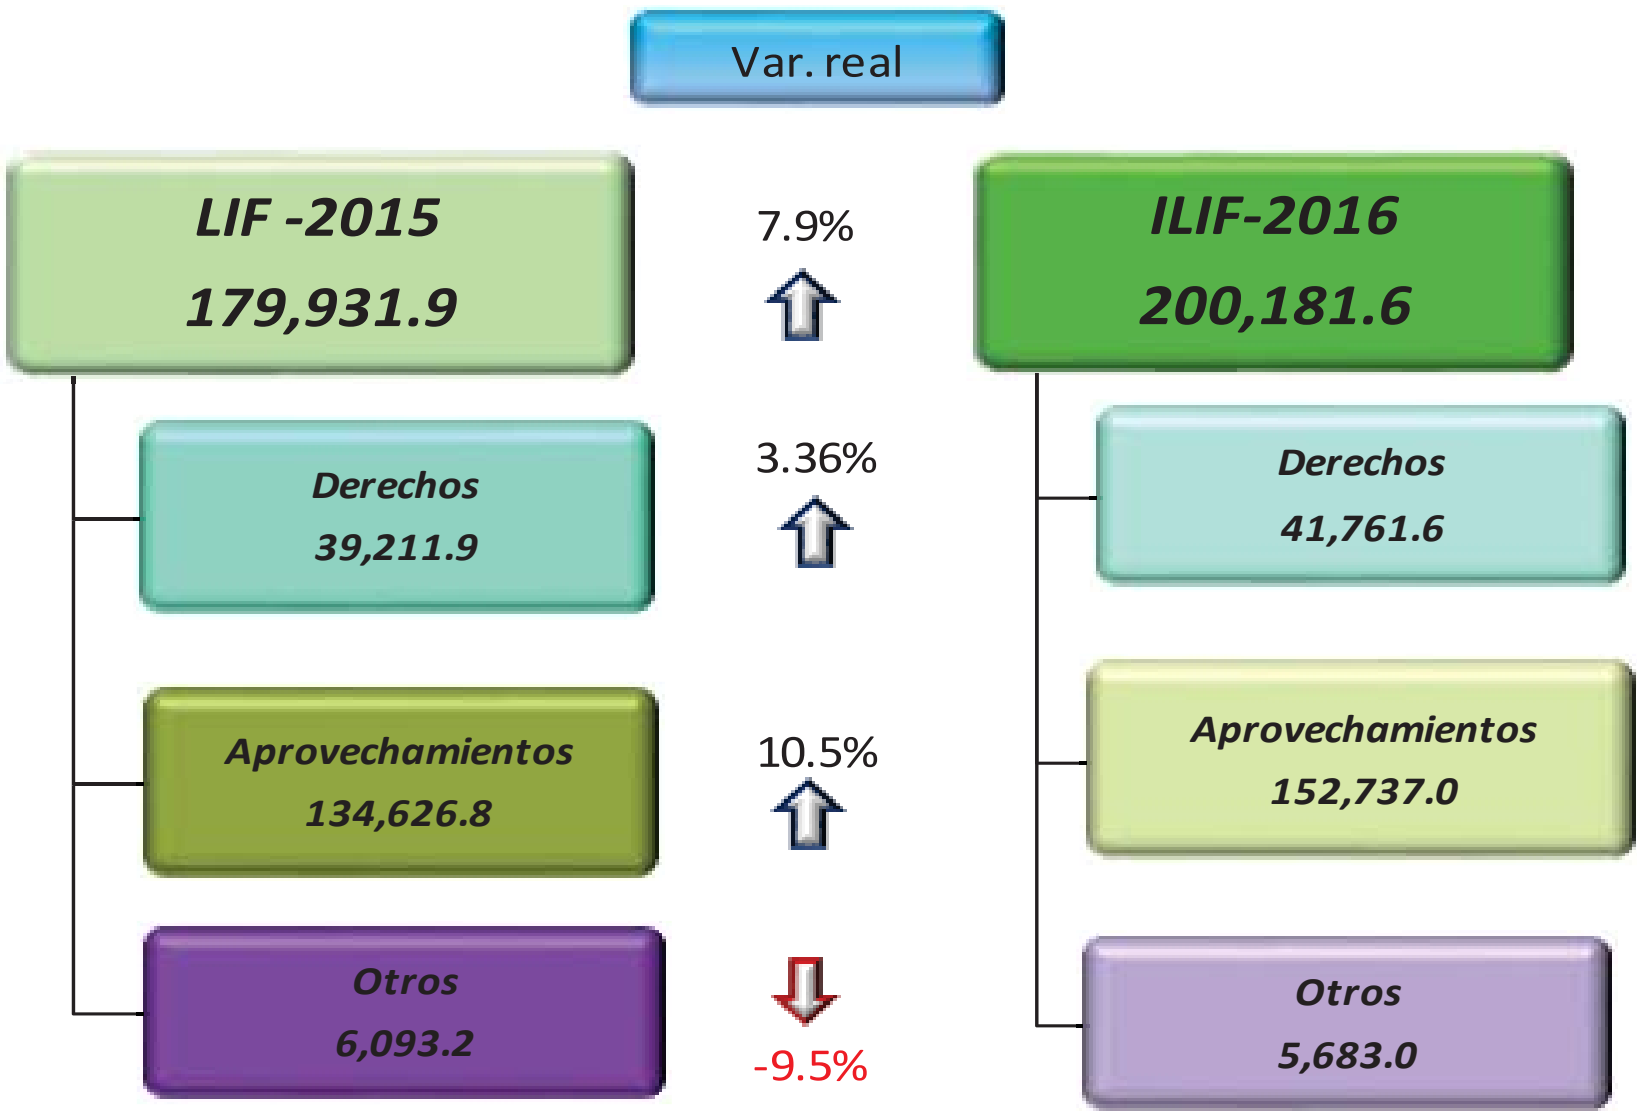 Var. real
LIF -2015
179,931.9
7.9%
ILIF-2016
200,181.6
Derechos
39,211.9
3.36%
Derechos
41,761.6
Aprovechamientos
134,626.8
10.5%
Aprovechamientos
152,737.0
Otros
6,093.2
-9.5%
Otros
5,683.0